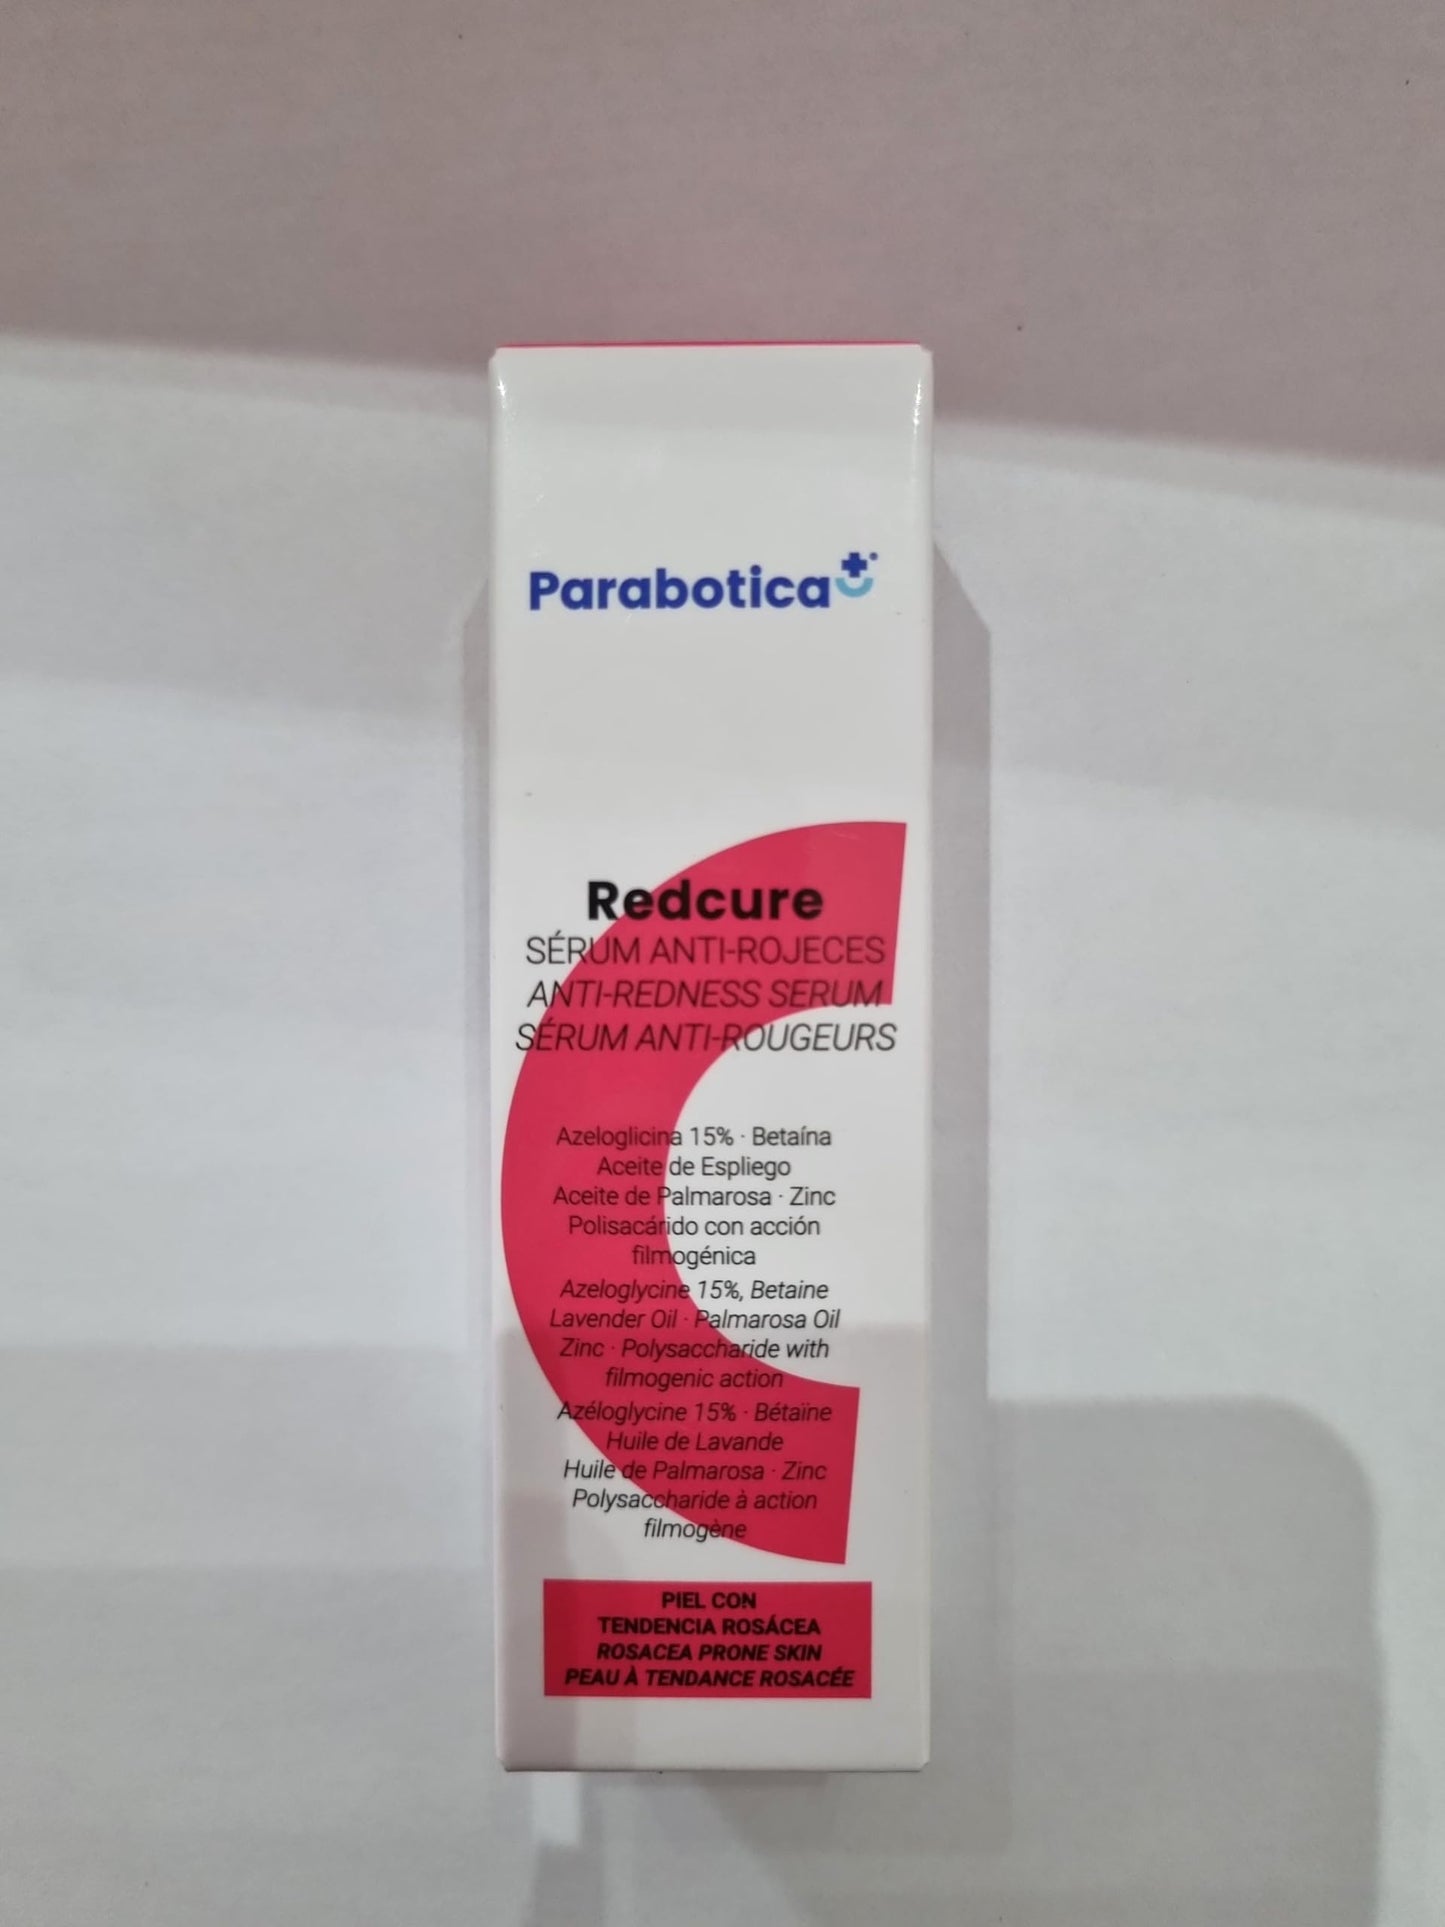 Parabotica
Redcure
SÉRUM ANTI-ROJECES
ANTI-REDNESS SERUM
SÉRUM ANTI-ROUGEURS
Azeloglicina 15% · Betaína
Aceite de Espliego
Aceite de Palmarosa · Zinc
Polisacárido con acción
filmogénica
Azeloglycine 15%, Betaine
Lavender Oil · Palmarosa Oil
Zinc · Polysaccharide with
filmogenic action
Azéloglycine 15% · Bétaïne
Huile de Lavande
Huile de Palmarosa · Zinc
Polysaccharide à action
filmogène
PIEL CON
TENDENCIA ROSÁCEA
ROSACEA PRONE SKIN
PEAU À TENDANCE ROSACÉE